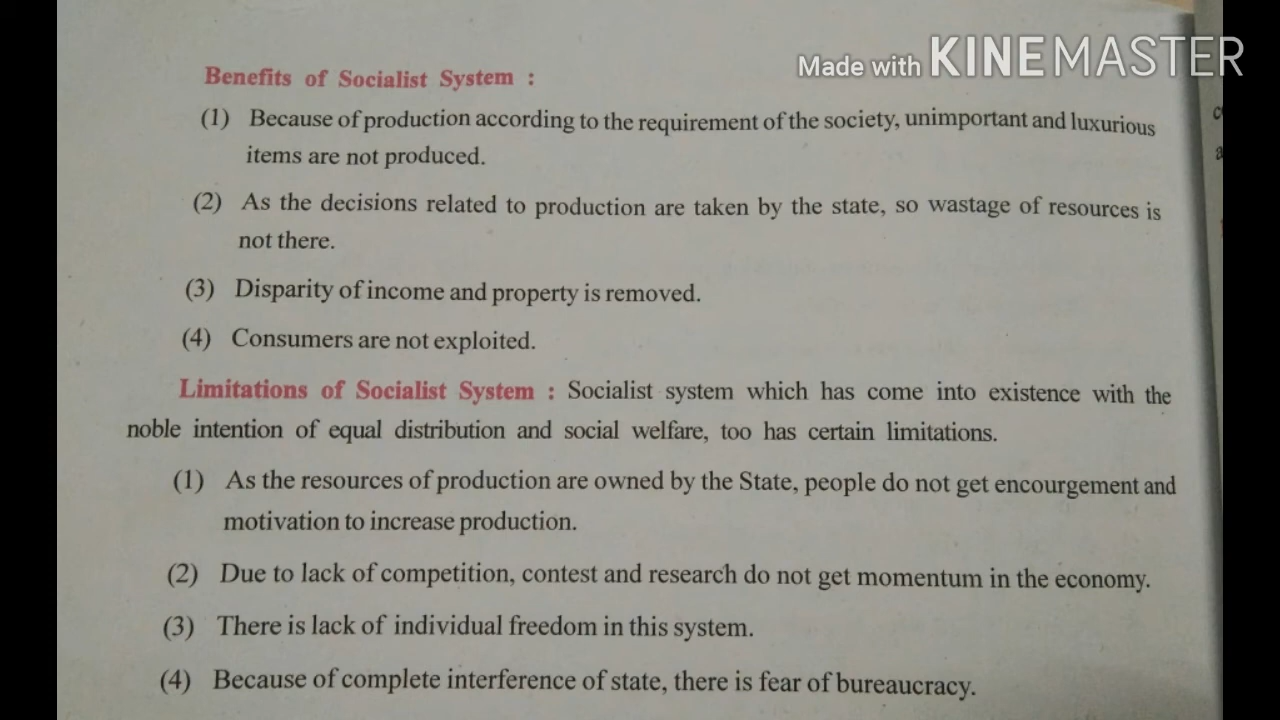 Made with KINEMASTER
Benefits of Socialist System :
(1) Because of production according to the requirement of the society, unimportant and luxurious
items are not produced.
(2) As the decisions related to production are taken by the state, so wastage of resources is
not there.
(3) Disparity of income and property is removed.
(4) Consumers are not exploited.
Limitations of Socialist System : Socialist system which has come into existence with the
noble intention of equal distribution and social welfare, too has certain limitations.
(1) As the resources of production are owned by the State, people do not get encourgement and
motivation to increase production.
(2) Due to lack of competition, contest and research do not get momentum in the economy.
(3) There is lack of individual freedom in this system.
(4) Because of complete interference of state, there is fear of bureaucracy.